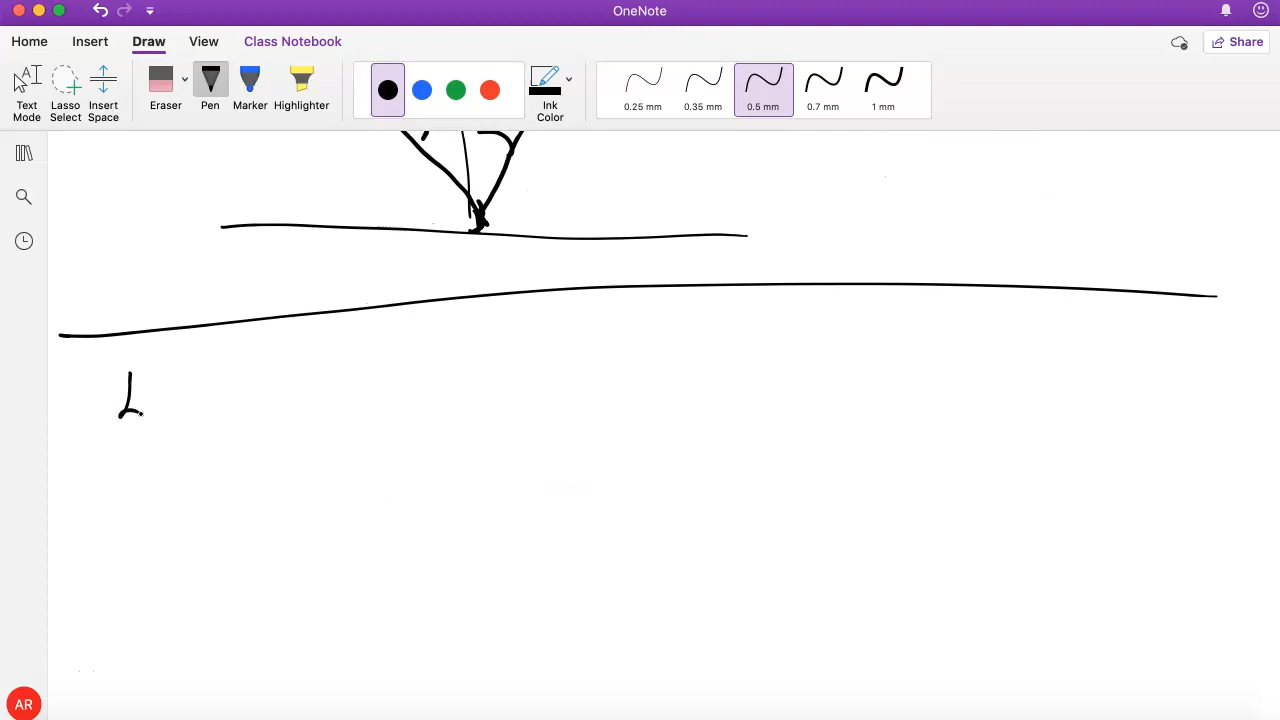 OneNote
Home Insert Draw View Class Notebook Share
Text Mode Lasso Select Insert Space Eraser Pen Marker Highlighter Ink Color 0.25 mm 0.35 mm 0.5 mm 0.7 mm 1 mm
L
AR